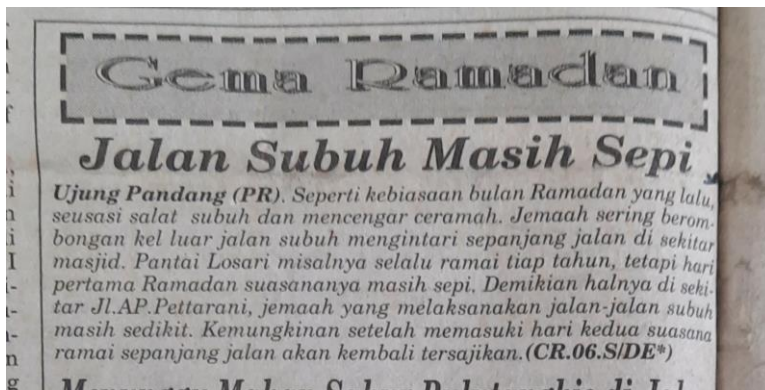 Gema Ramadan
Jalan Subuh Masih Sepi
Ujung Pandang (PR). Seperti kebiasaan bulan Ramadan yang lalu,
seusasi salat subuh dan mencengar ceramah. Jemaah sering berom-
bongan kel luar jalan subuh mengintari sepanjang jalan di sekitar
masjid. Pantai Losari misalnya selalu ramai tiap tahun, tetapi hari
pertama Ramadan suasananya masih sepi. Demikian halnya di seki-
tar Jl.AP.Pettarani, jemaah yang melaksanakan jalan-jalan subuh
masih sedikit. Kemungkinan setelah memasuki hari kedua suasana
ramai sepanjang jalan akan kembali tersajikan.(CR.06.S/DE*)